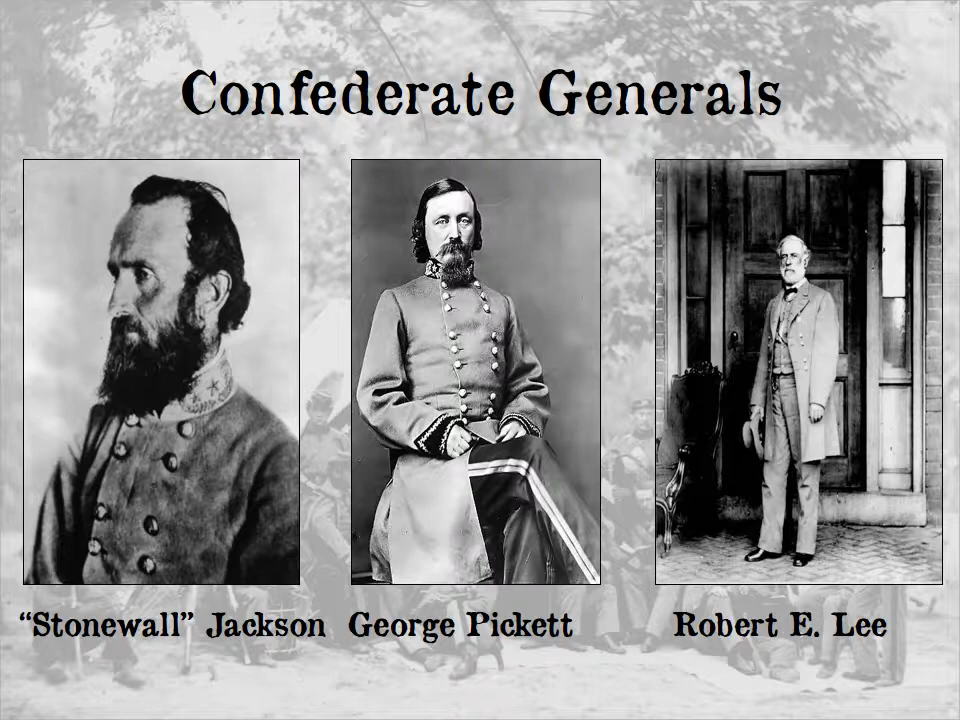 Confederate Generals
“Stonewall” Jackson
George Pickett
Robert E. Lee